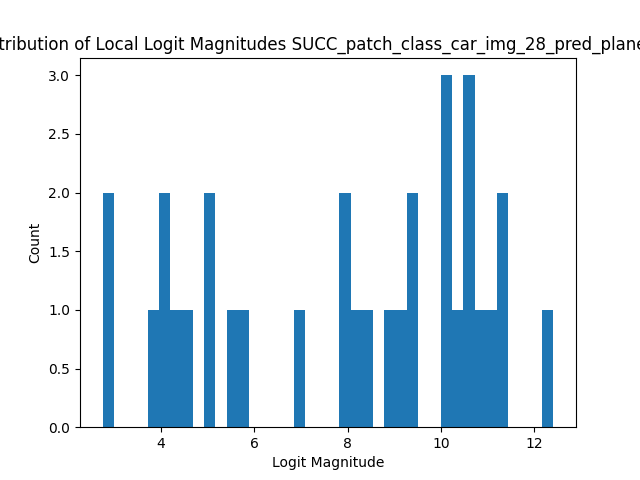 tribution of Local Logit Magnitudes SUCC_patch_class_car_img_28_pred_plane
3.0
2.5
2.0
1.5
1.0
0.5
0.0
Count
4 6 8 10 12
Logit Magnitude